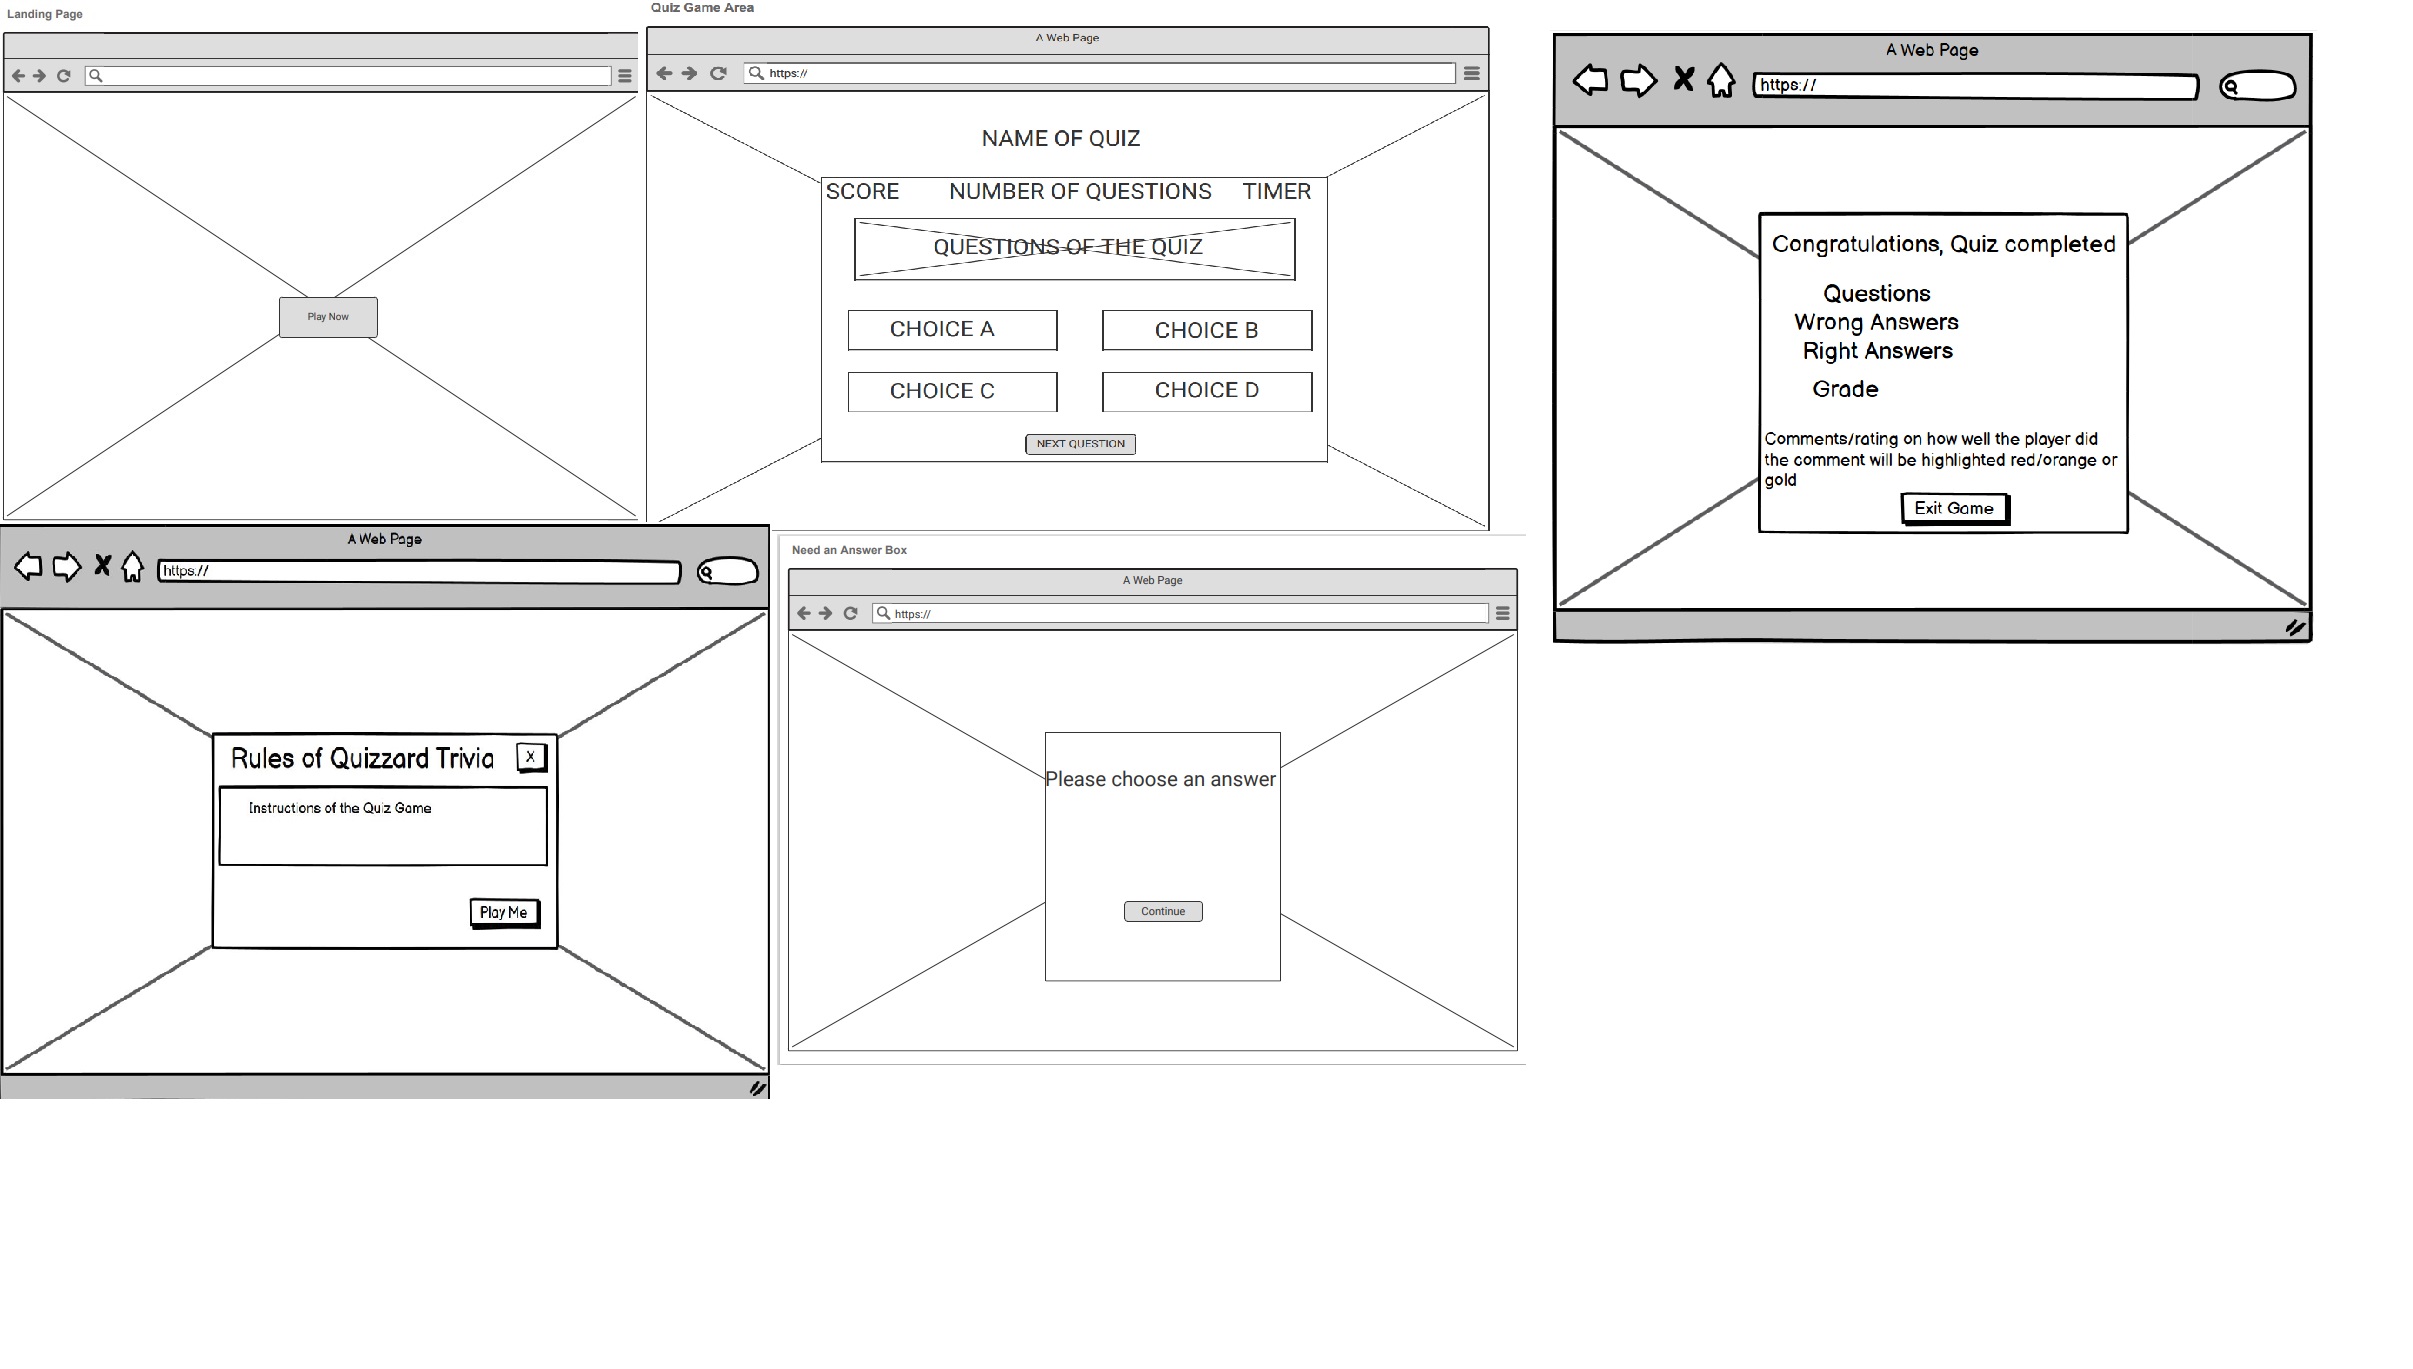 Landing Page
Play Now
Quiz Game Area
A Web Page
https://
NAME OF QUIZ
SCORE NUMBER OF QUESTIONS TIMER
QUESTIONS OF THE QUIZ
CHOICE A CHOICE B
CHOICE C CHOICE D
NEXT QUESTION
A Web Page
https://
Congratulations, Quiz completed
Questions
Wrong Answers
Right Answers
Grade
Comments/rating on how well the player did
the comment will be highlighted red/orange or
gold
Exit Game
A Web Page
https://
Rules of Quizzard Trivia X
Instructions of the Quiz Game
Play Me
Need an Answer Box
A Web Page
https://
Please choose an answer
Continue